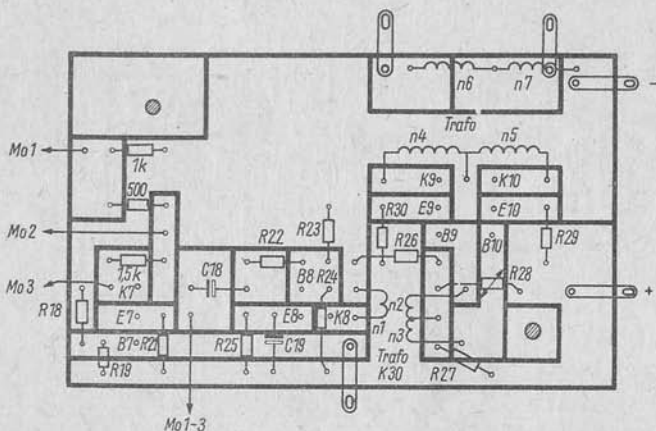 n6
n7
−
Trafo
n4
n5
Mo1
1k
K9
K10
500
R23
R30
E9
E10
Mo2
R22
R26
B9
B10
R29
1,5k
C18
B8
R24
R28
Mo3
K7
n2
+
R18
E7
E8
K8
n1
n3
B7
R21
R25
C19
Trafo
R19
K30
R27
Mo1-3